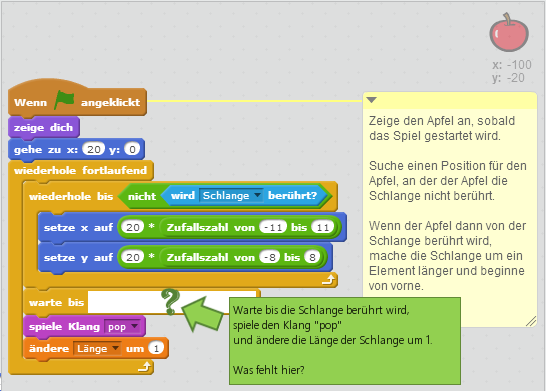 x: -100
y: -20
Wenn angeklickt
zeige dich
gehe zu x: 20 y: 0
wiederhole fortlaufend
wiederhole bis nicht wird Schlange berührt?
setze x auf 20 * Zufallszahl von -11 bis 11
setze y auf 20 * Zufallszahl von -8 bis 8
warte bis ?
spiele Klang pop
ändere Länge um 1
Zeige den Apfel an, sobald
das Spiel gestartet wird.
Suche einen Position für den
Apfel, an der der Apfel die
Schlange nicht berührt.
Wenn der Apfel dann von der
Schlange berührt wird,
mache die Schlange um ein
Element länger und beginne
von vorne.
Warte bis die Schlange berührt wird,
spiele den Klang "pop"
und ändere die Länge der Schlange um 1.
Was fehlt hier?